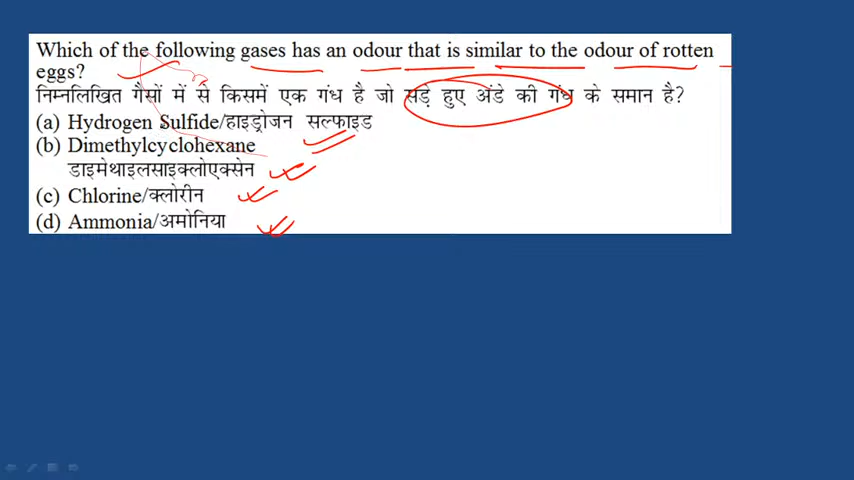 Which of the following gases has an odour that is similar to the odour of rotten
eggs?
निम्नलिखित गैसों में से किसमें एक गंध है जो सड़े हुए अंडे की गंध के समान है?
(a) Hydrogen Sulfide/हाइड्रोजन सल्फाइड
(b) Dimethylcyclohexane
डाइमेथाइलसाइक्लोएक्सेन
(c) Chlorine/क्लोरीन
(d) Ammonia/अमोनिया